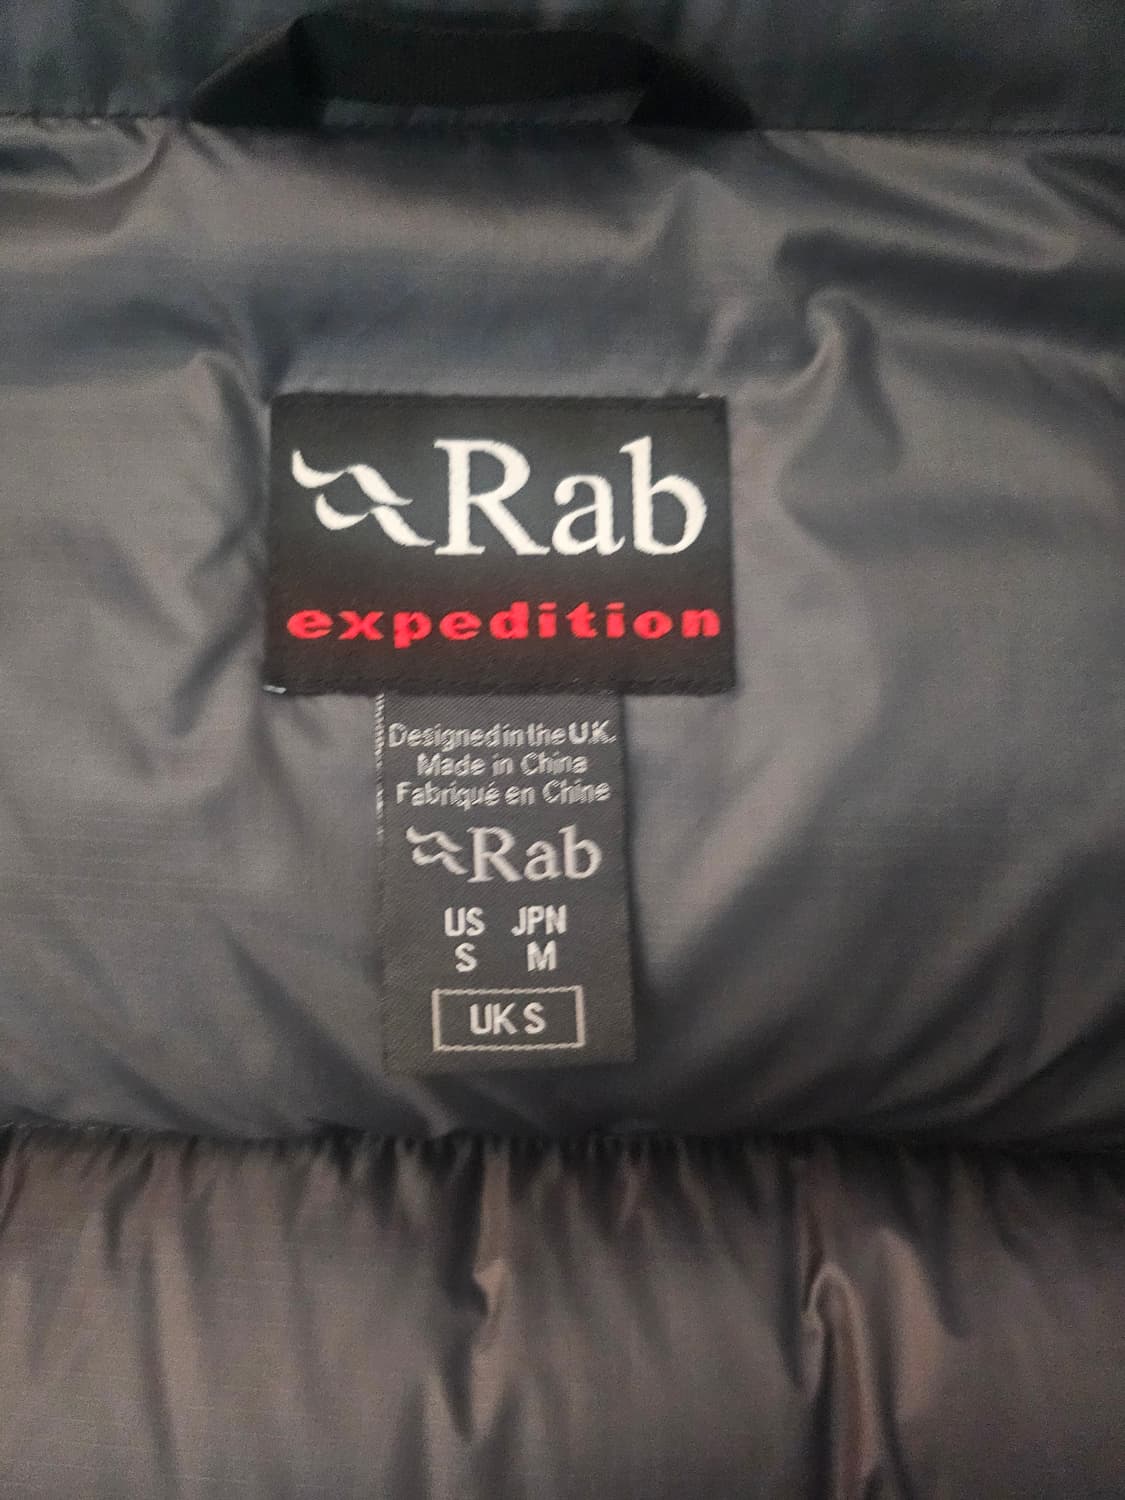 Rab
expedition
Designed in the U.K.
Made in China
Fabriqué en Chine
Rab
US JPN
S M
UK S